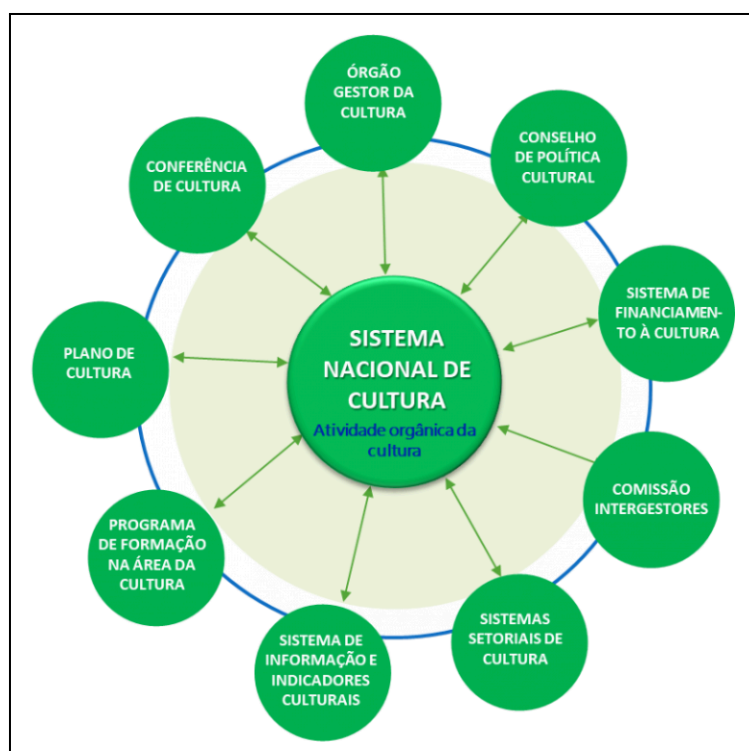 ÓRGÃO
GESTOR DA
CULTURA
CONSELHO
DE POLÍTICA
CULTURAL
CONFERÊNCIA
DE CULTURA
SISTEMA DE
FINANCIAMEN-
TO À CULTURA
SISTEMA
NACIONAL DE
CULTURA
Atividade orgânica da
cultura
PLANO DE
CULTURA
COMISSÃO
INTERGESTORES
PROGRAMA
DE FORMAÇÃO
NA ÁREA DA
CULTURA
SISTEMAS
SETORIAIS DE
CULTURA
SISTEMA DE
INFORMAÇÃO E
INDICADORES
CULTURAIS